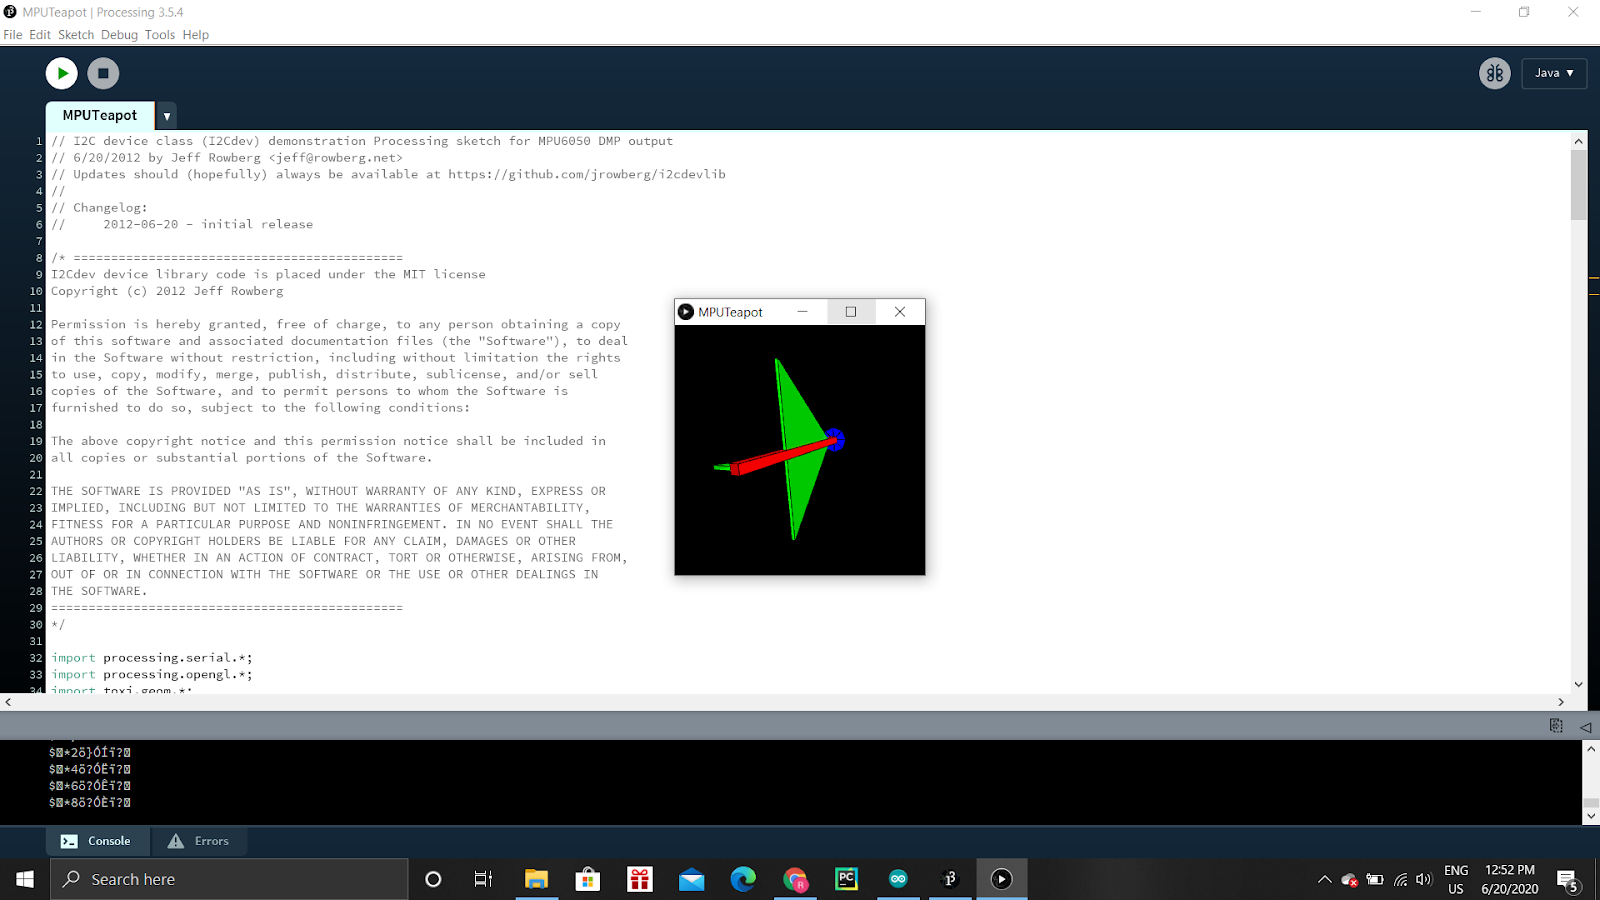 MPUTeapot | Processing 3.5.4
File Edit Sketch Debug Tools Help
Java
MPUTeapot
1 // I2C device class (I2Cdev) demonstration Processing sketch for MPU6050 DMP output
2 // 6/20/2012 by Jeff Rowberg <jeff@rowberg.net>
3 // Updates should (hopefully) always be available at https://github.com/jrowberg/i2cdevlib
4 //
5 // Changelog:
6 //     2012-06-20 - initial release
7
8 /* ============================================
9 I2Cdev device library code is placed under the MIT license
10 Copyright (c) 2012 Jeff Rowberg
11
12 Permission is hereby granted, free of charge, to any person obtaining a copy
13 of this software and associated documentation files (the "Software"), to deal
14 in the Software without restriction, including without limitation the rights
15 to use, copy, modify, merge, publish, distribute, sublicense, and/or sell
16 copies of the Software, and to permit persons to whom the Software is
17 furnished to do so, subject to the following conditions:
18
19 The above copyright notice and this permission notice shall be included in
20 all copies or substantial portions of the Software.
21
22 THE SOFTWARE IS PROVIDED "AS IS", WITHOUT WARRANTY OF ANY KIND, EXPRESS OR
23 IMPLIED, INCLUDING BUT NOT LIMITED TO THE WARRANTIES OF MERCHANTABILITY,
24 FITNESS FOR A PARTICULAR PURPOSE AND NONINFRINGEMENT. IN NO EVENT SHALL THE
25 AUTHORS OR COPYRIGHT HOLDERS BE LIABLE FOR ANY CLAIM, DAMAGES OR OTHER
26 LIABILITY, WHETHER IN AN ACTION OF CONTRACT, TORT OR OTHERWISE, ARISING FROM,
27 OUT OF OR IN CONNECTION WITH THE SOFTWARE OR THE USE OR OTHER DEALINGS IN
28 THE SOFTWARE.
29 ===============================================
30 */
31
32 import processing.serial.*;
33 import processing.opengl.*;
34 import toxi.geom.*;
MPUTeapot
Console
Errors
Search here
PC
ENG
US
12:52 PM
6/20/2020
5